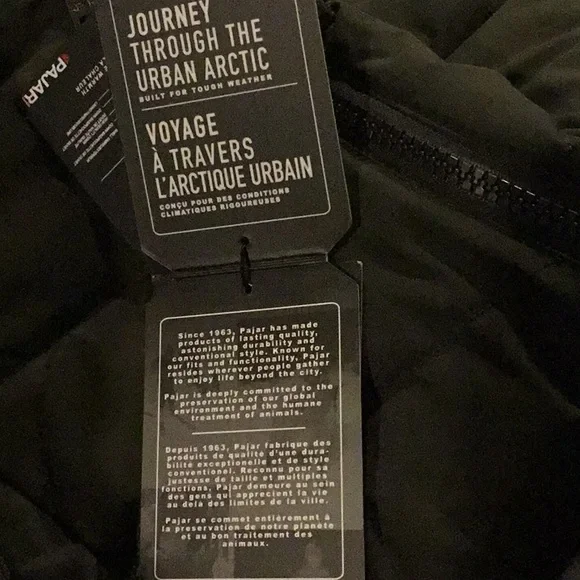 JOURNEY
THROUGH THE
URBAN ARCTIC
BUILT FOR TOUGH WEATHER
VOYAGE
À TRAVERS
L'ARCTIQUE URBAIN
CONÇU POUR DES CONDITIONS
CLIMATIQUES RIGOUREUSES
PAJAR
WARMTH
LA CHALEUR
Since 1963, Pajar has made
products of lasting quality,
astonishing durability and
conventional style. Known for
our fits and functionality, Pajar
resides wherever people gather
to enjoy life beyond the city.
Pajar is deeply committed to the
preservation of our global
environment and the humane
treatment of animals.
Depuis 1963, Pajar fabrique des
produits de qualité d'une dura-
bilité exceptionelle et de style
conventionel. Reconnu pour sa
justesse de taille et multiples
fonctions, Pajar demeure au sein
des gens qui apprecient la vie
au delà des limites de la ville.
Pajar se commet entièrement à
la preservation de notre planète
et au bon traitement des
animaux.